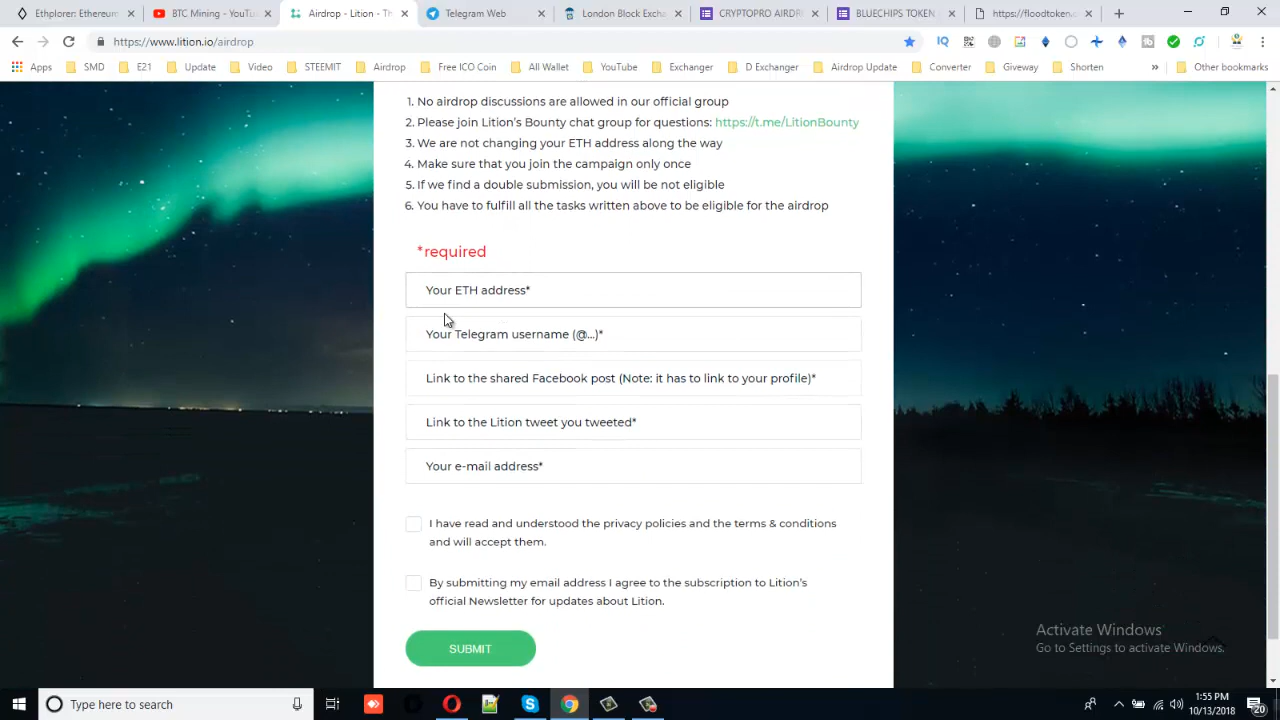 Ethplorer: Ethereum
BTC Mining - YouTu
Airdrop - Lition - Th
Telegram Web
London Block Excha
CRYPTOPRO AIRDR
BLUECHIPS TOKEN
https://floodtoken.c
https://www.lition.io/airdrop
Apps
SMD
E21
Update
Video
STEEMIT
Airdrop
Free ICO Coin
All Wallet
YouTube
Exchanger
D Exchanger
Airdrop Update
Converter
Giveway
Shorten
»
Other bookmarks
1. No airdrop discussions are allowed in our official group
2. Please join Lition's Bounty chat group for questions: https://t.me/LitionBounty
3. We are not changing your ETH address along the way
4. Make sure that you join the campaign only once
5. If we find a double submission, you will be not eligible
6. You have to fulfill all the tasks written above to be eligible for the airdrop
*required
Your ETH address*
Your Telegram username (@...)*
Link to the shared Facebook post (Note: it has to link to your profile)*
Link to the Lition tweet you tweeted*
Your e-mail address*
I have read and understood the privacy policies and the terms & conditions
and will accept them.
By submitting my email address I agree to the subscription to Lition's
official Newsletter for updates about Lition.
SUBMIT
Activate Windows
Go to Settings to activate Windows.
Type here to search
1:55 PM
10/13/2018
20